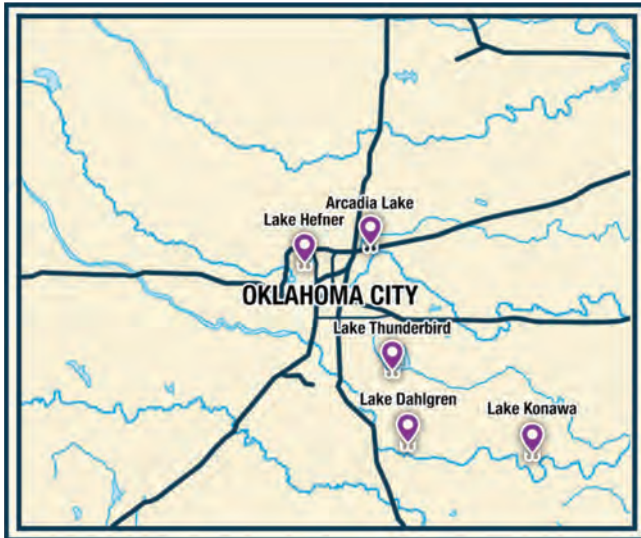 Arcadia Lake
Lake Hefner
OKLAHOMA CITY
Lake Thunderbird
Lake Dahlgren
Lake Konawa